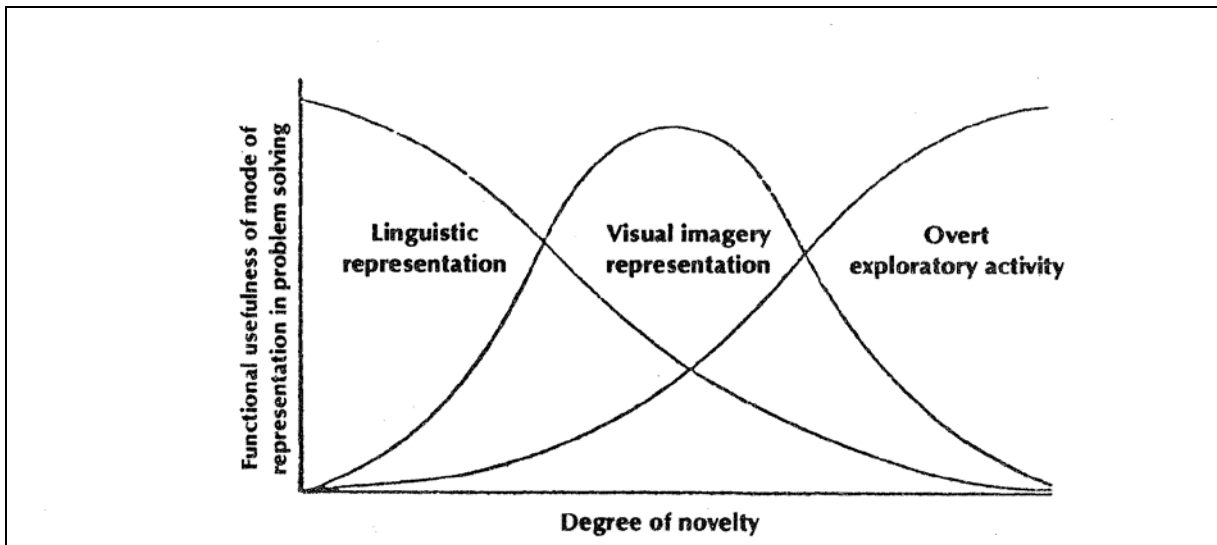 Functional usefulness of mode of
representation in problem solving
Linguistic
representation
Visual imagery
representation
Overt
exploratory activity
Degree of novelty